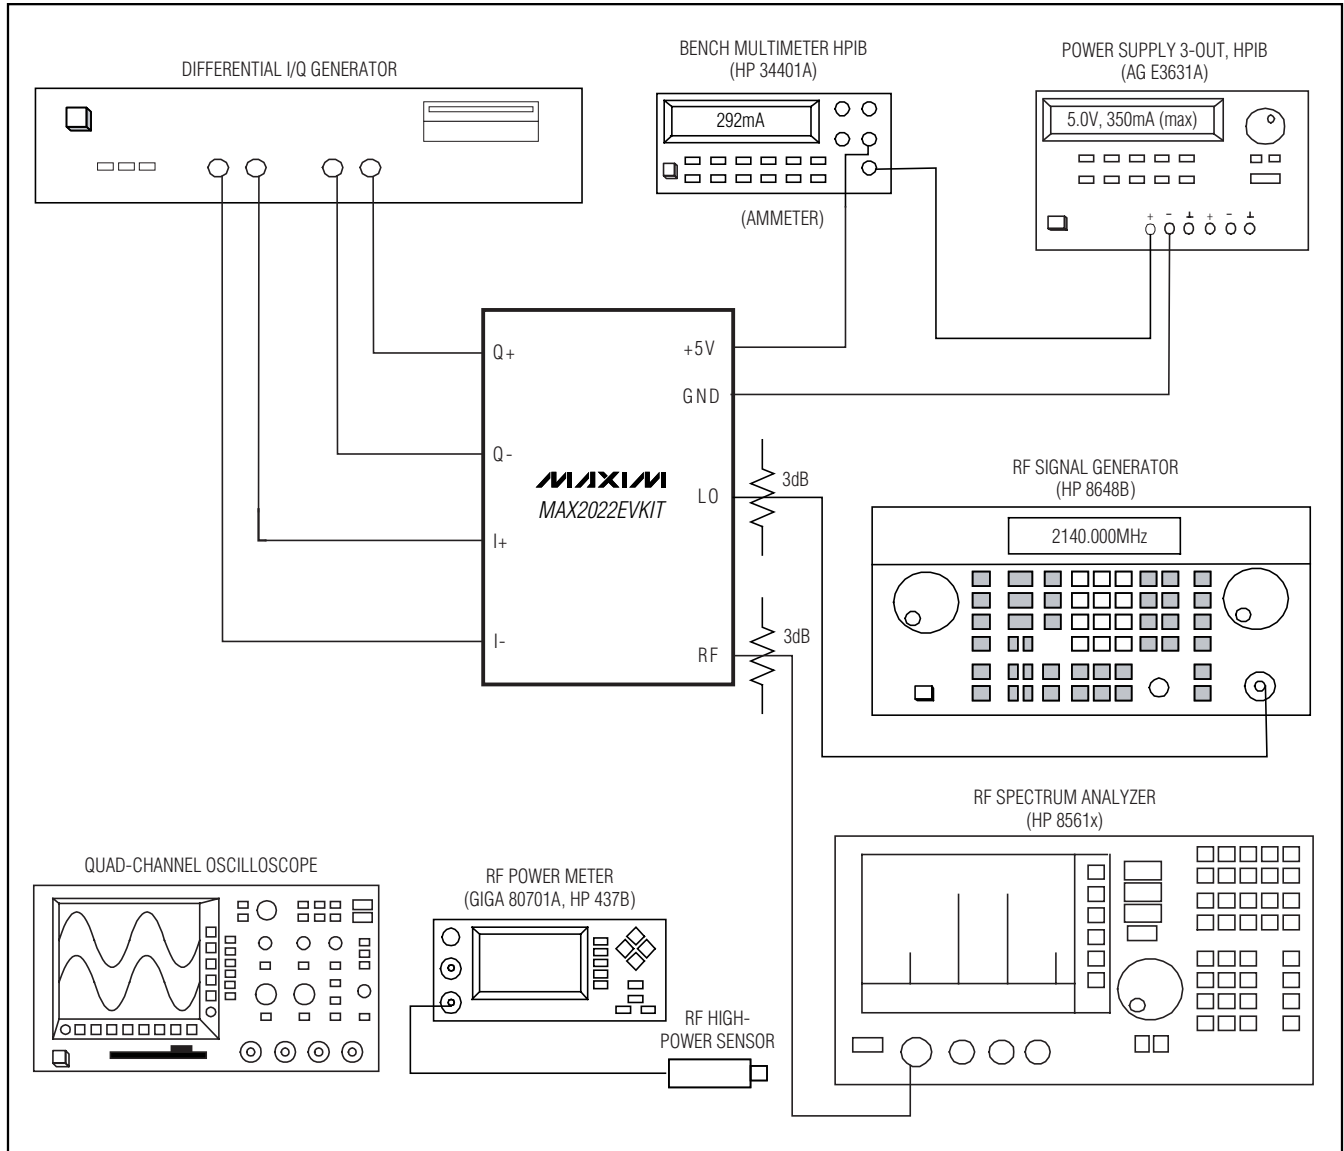 DIFFERENTIAL I/Q GENERATOR
BENCH MULTIMETER HPIB
(HP 34401A)
292mA
(AMMETER)
POWER SUPPLY 3-OUT, HPIB
(AG E3631A)
5.0V, 350mA (max)
+ - ⊥ + - ⊥
Q+
Q-
I+
I-
+5V
GND
LO
RF
MAXIM
MAX2022EVKIT
3dB
3dB
RF SIGNAL GENERATOR
(HP 8648B)
2140.000MHz
RF SPECTRUM ANALYZER
(HP 8561x)
QUAD-CHANNEL OSCILLOSCOPE
RF POWER METER
(GIGA 80701A, HP 437B)
RF HIGH-
POWER SENSOR